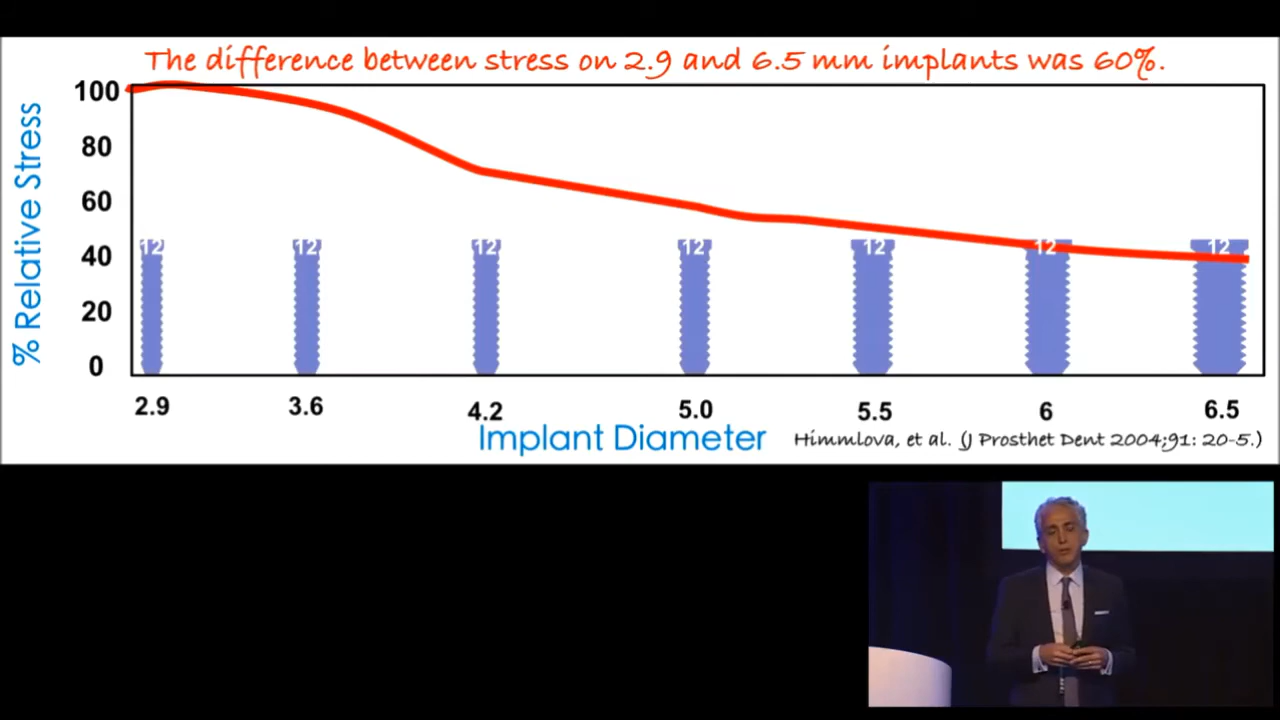 The difference between stress on 2.9 and 6.5 mm implants was 60%.
% Relative Stress
100
80
60
40
20
0
12 12 12 12 12 12 12
2.9 3.6 4.2 5.0 5.5 6 6.5
Implant Diameter
Himmlova, et al. (J Prosthet Dent 2004;91: 20-5.)